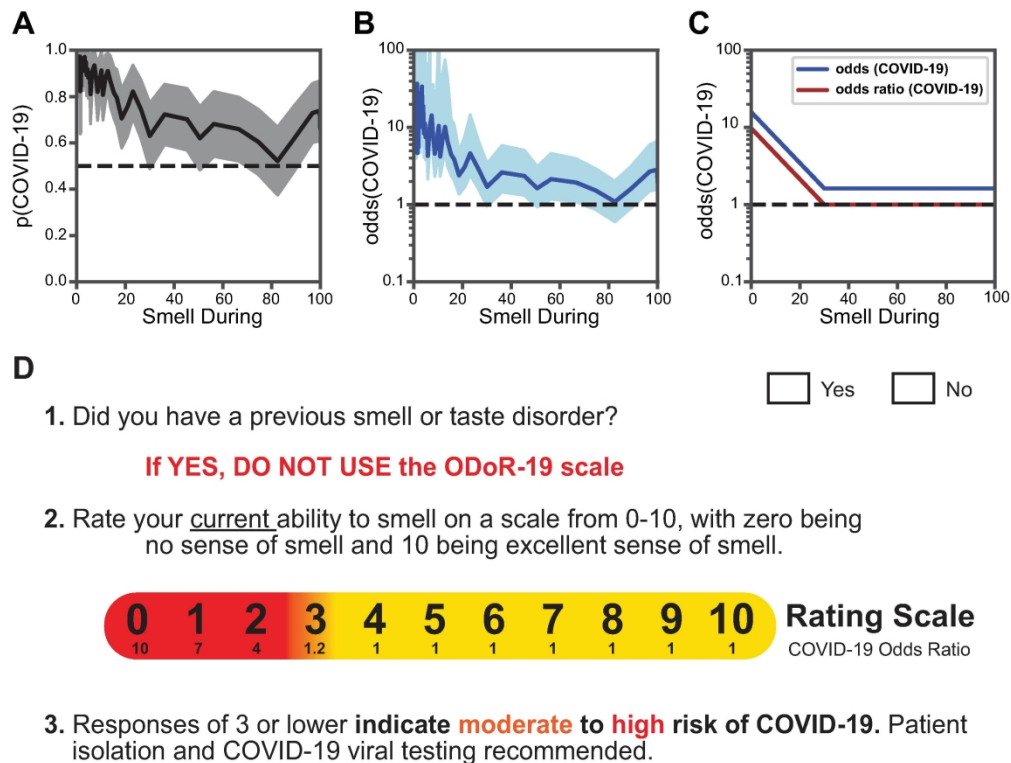 A
B
C
1.0
0.8
0.6
0.4
0.2
0.0
p(COVID-19)
0 20 40 60 80 100
Smell During
100
10
1
0.1
odds(COVID-19)
0 20 40 60 80 100
Smell During
100
10
1
0.1
odds(COVID-19)
odds (COVID-19)
odds ratio (COVID-19)
0 20 40 60 80 100
Smell During
D
Yes No
1. Did you have a previous smell or taste disorder?
If YES, DO NOT USE the ODoR-19 scale
2. Rate your current ability to smell on a scale from 0-10, with zero being
no sense of smell and 10 being excellent sense of smell.
0 1 2 3 4 5 6 7 8 9 10 Rating Scale
10 7 4 1.2 1 1 1 1 1 1 1 COVID-19 Odds Ratio
3. Responses of 3 or lower indicate moderate to high risk of COVID-19. Patient
isolation and COVID-19 viral testing recommended.